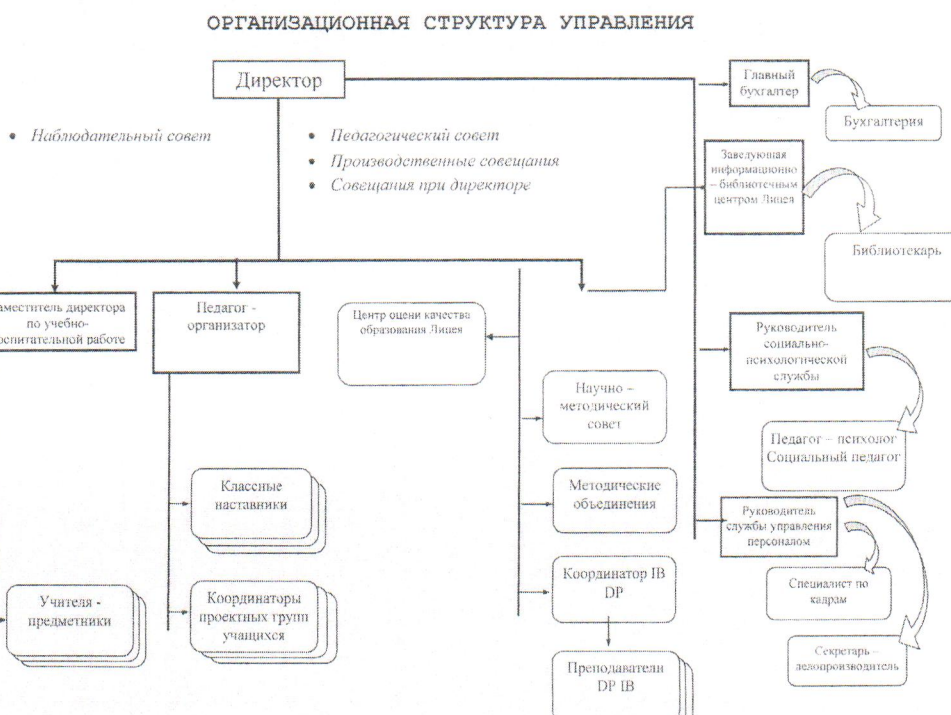 ОРГАНИЗАЦИОННАЯ СТРУКТУРА УПРАВЛЕНИЯ
Директор
Главный
бухгалтер
Бухгалтерия
• Наблюдательный совет
• Педагогический совет
• Производственные совещания
• Совещания при директоре
Заведующая
информационно
– библиотечным
центром Лицея
Библиотекарь
аместитель директора
по учебно-
оспитательной работе
Педагог -
организатор
Центр оцени качества
образования Лицея
Руководитель
социально-
психологической
службы
Научно –
методический
совет
Педагог – психолог
Социальный педагог
Классные
наставники
Методические
объединения
Руководитель
службы управления
персоналом
Специалист по
кадрам
Учителя -
предметники
Координаторы
проектных групп
учащихся
Координатор IB
DP
Секретарь –
делопроизводитель
Преподаватели
DP IB